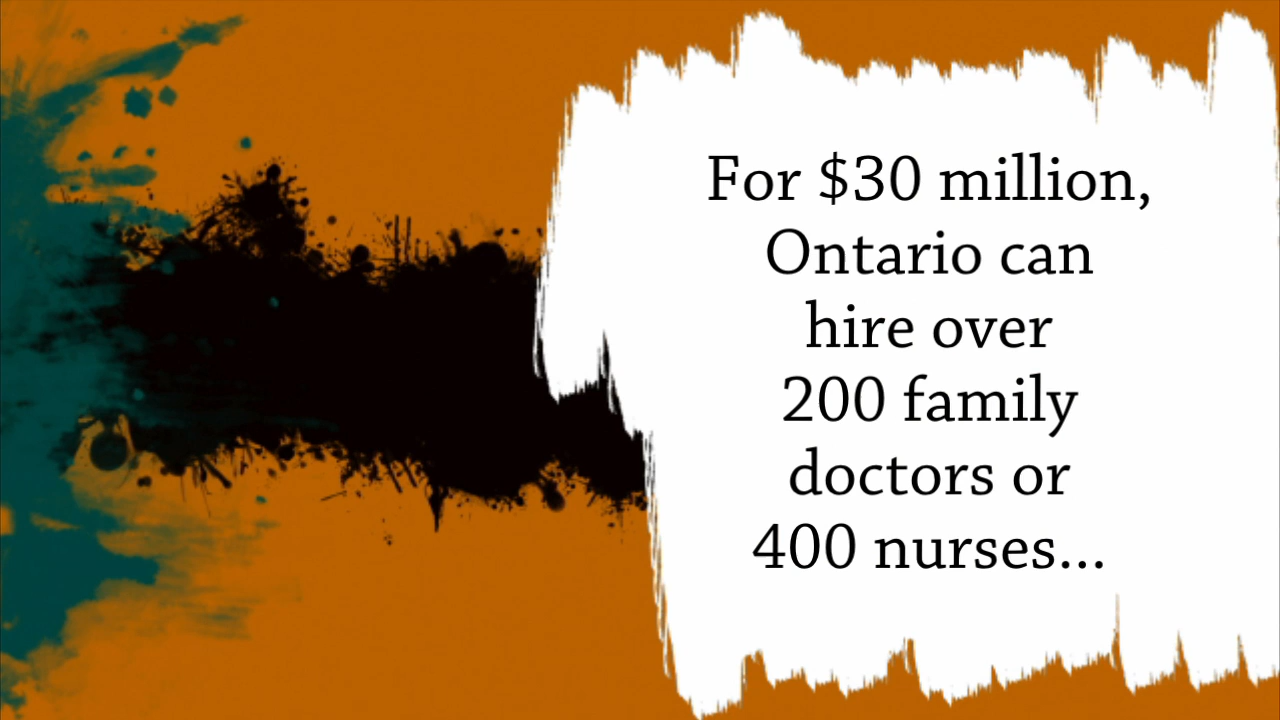 For $30 million,
Ontario can
hire over
200 family
doctors or
400 nurses...